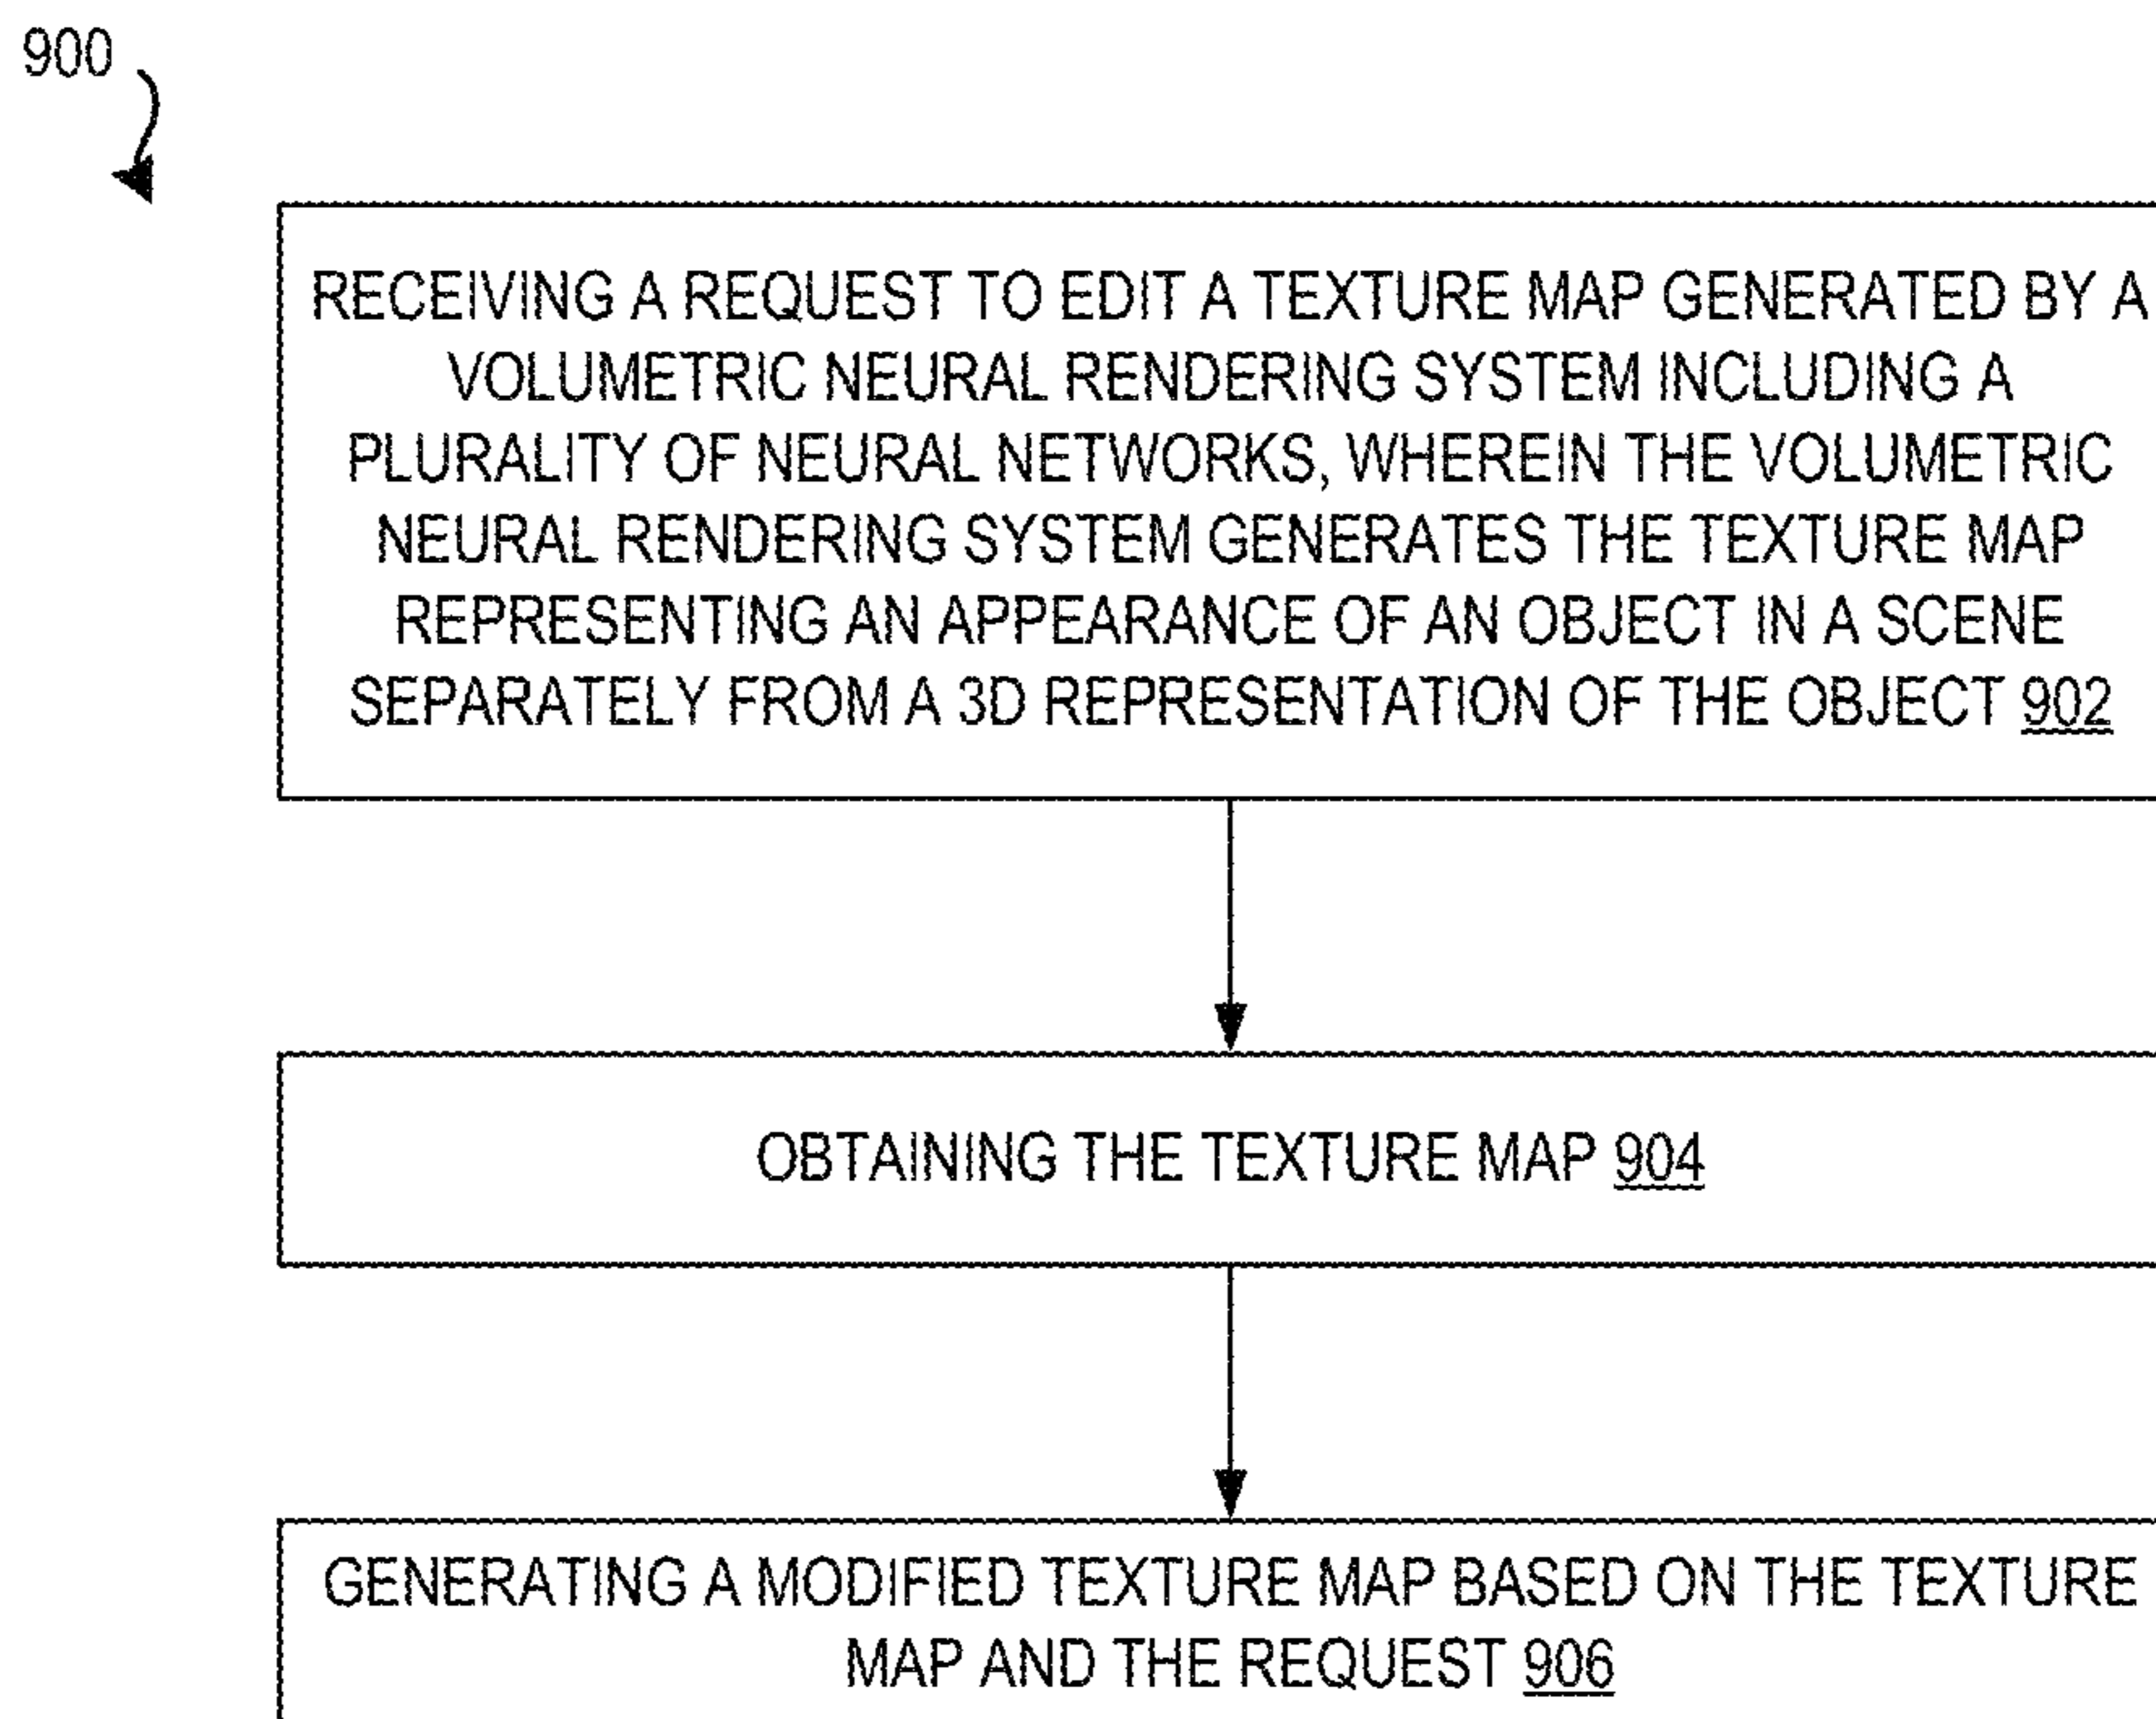 900
RECEIVING A REQUEST TO EDIT A TEXTURE MAP GENERATED BY A
VOLUMETRIC NEURAL RENDERING SYSTEM INCLUDING A
PLURALITY OF NEURAL NETWORKS, WHEREIN THE VOLUMETRIC
NEURAL RENDERING SYSTEM GENERATES THE TEXTURE MAP
REPRESENTING AN APPEARANCE OF AN OBJECT IN A SCENE
SEPARATELY FROM A 3D REPRESENTATION OF THE OBJECT 902
OBTAINING THE TEXTURE MAP 904
GENERATING A MODIFIED TEXTURE MAP BASED ON THE TEXTURE
MAP AND THE REQUEST 906